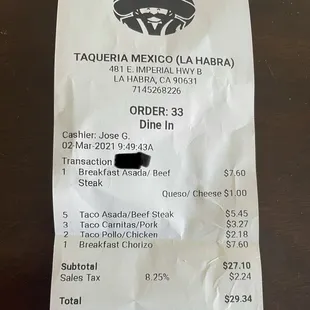 TAQUERIA MEXICO (LA HABRA)
481 E. IMPERIAL HWY B
LA HABRA, CA 90631
7145268226
ORDER: 33
Dine In
Cashier: Jose G.
02-Mar-2021 9:49:43A
Transaction
1 Breakfast Asada/ Beef $7.60
Steak
Queso/ Cheese $1.00
5 Taco Asada/Beef Steak $5.45
3 Taco Carnitas/Pork $3.27
2 Taco Pollo/Chicken $2.18
1 Breakfast Chorizo $7.60
Subtotal $27.10
Sales Tax 8.25% $2.24
Total $29.34